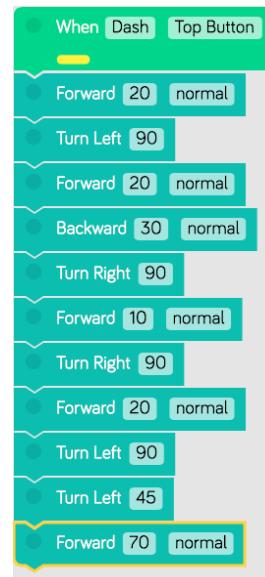 When Dash Top Button
Forward 20 normal
Turn Left 90
Forward 20 normal
Backward 30 normal
Turn Right 90
Forward 10 normal
Turn Right 90
Forward 20 normal
Turn Left 90
Turn Left 45
Forward 70 normal